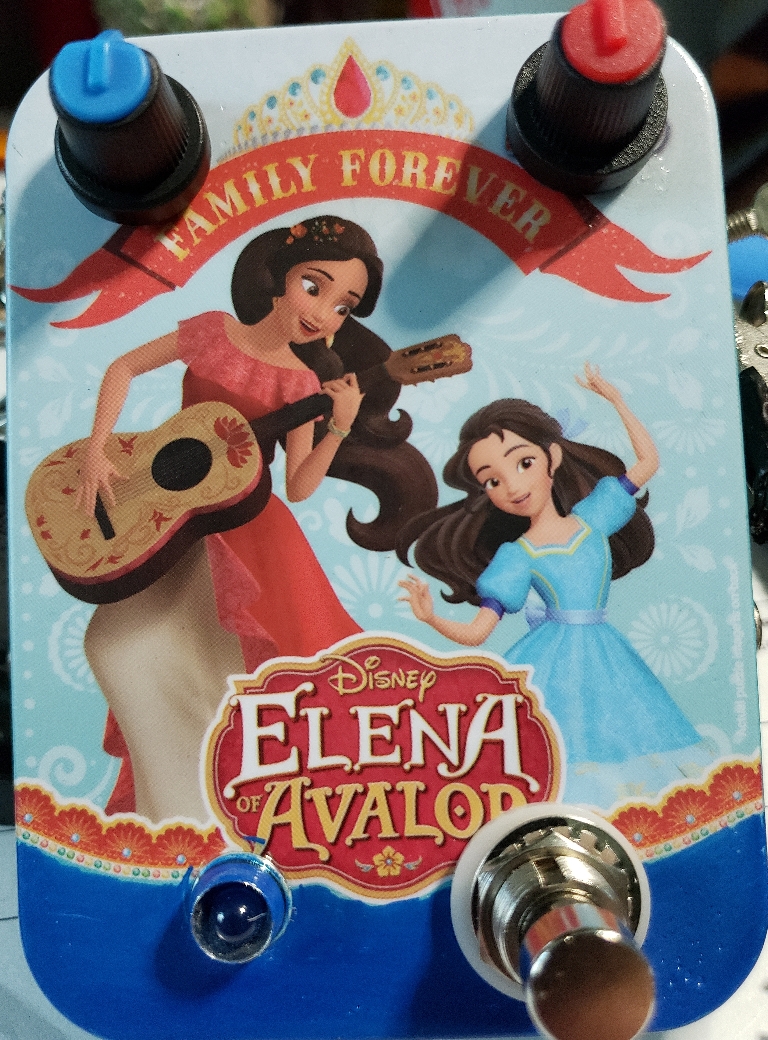 FAMILY FOREVER
Disney
ELENA
OF AVALOR